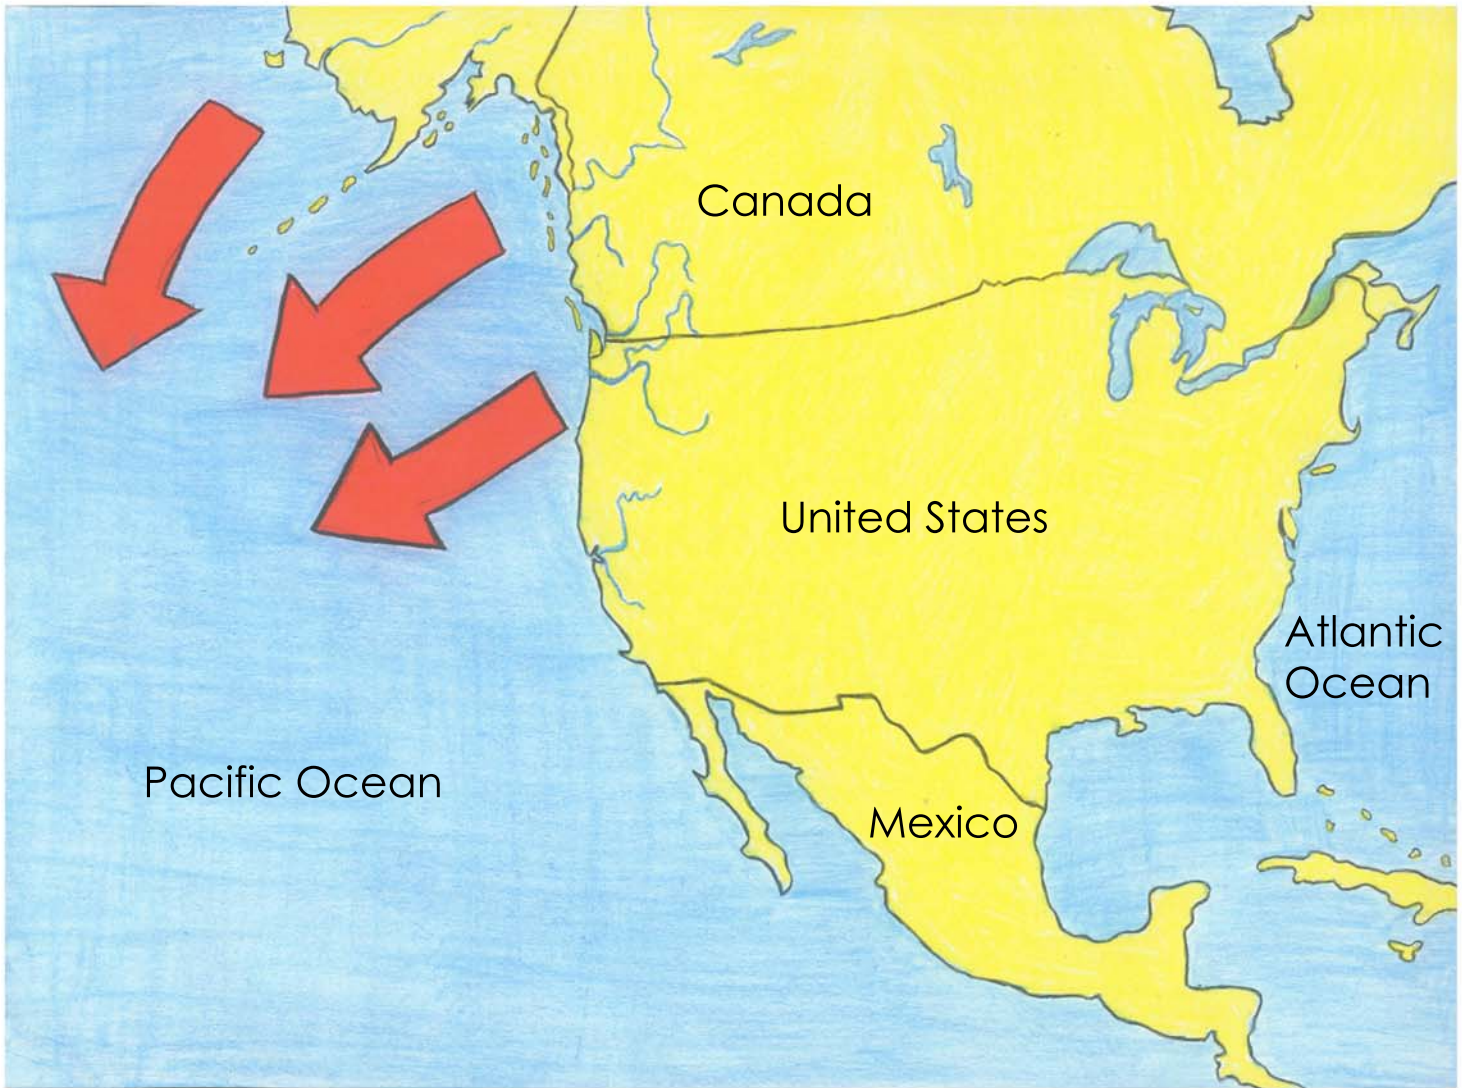 Canada
United States
Atlantic
Ocean
Pacific Ocean
Mexico